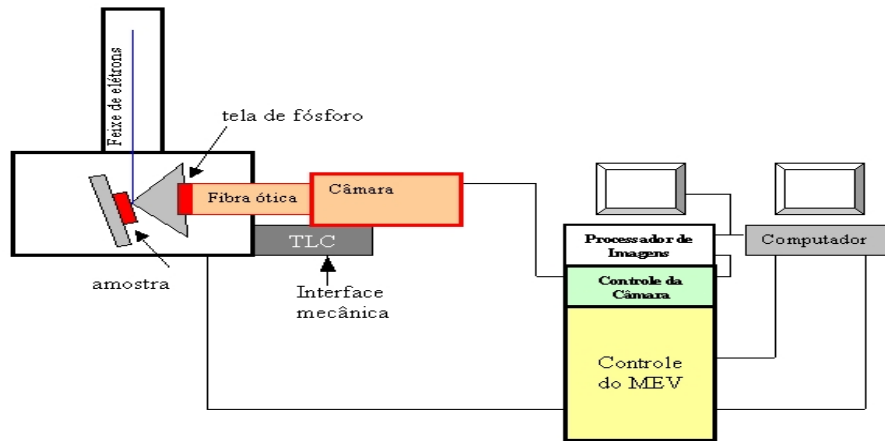 Feixe de elétrons
tela de fósforo
Fibra ótica
Câmara
TLC
amostra
Interface
mecânica
Processador de
Imagens
Controle da
Câmara
Controle
do MEV
Computador